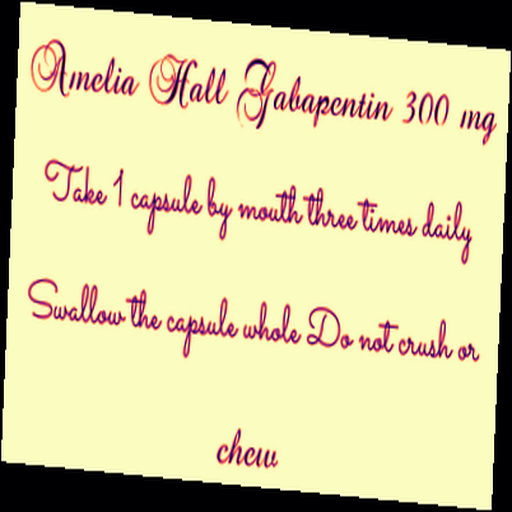 Amelia Hall Gabapentin 300 mg
Take 1 capsule by mouth three times daily
Swallow the capsule whole Do not crush or
chew